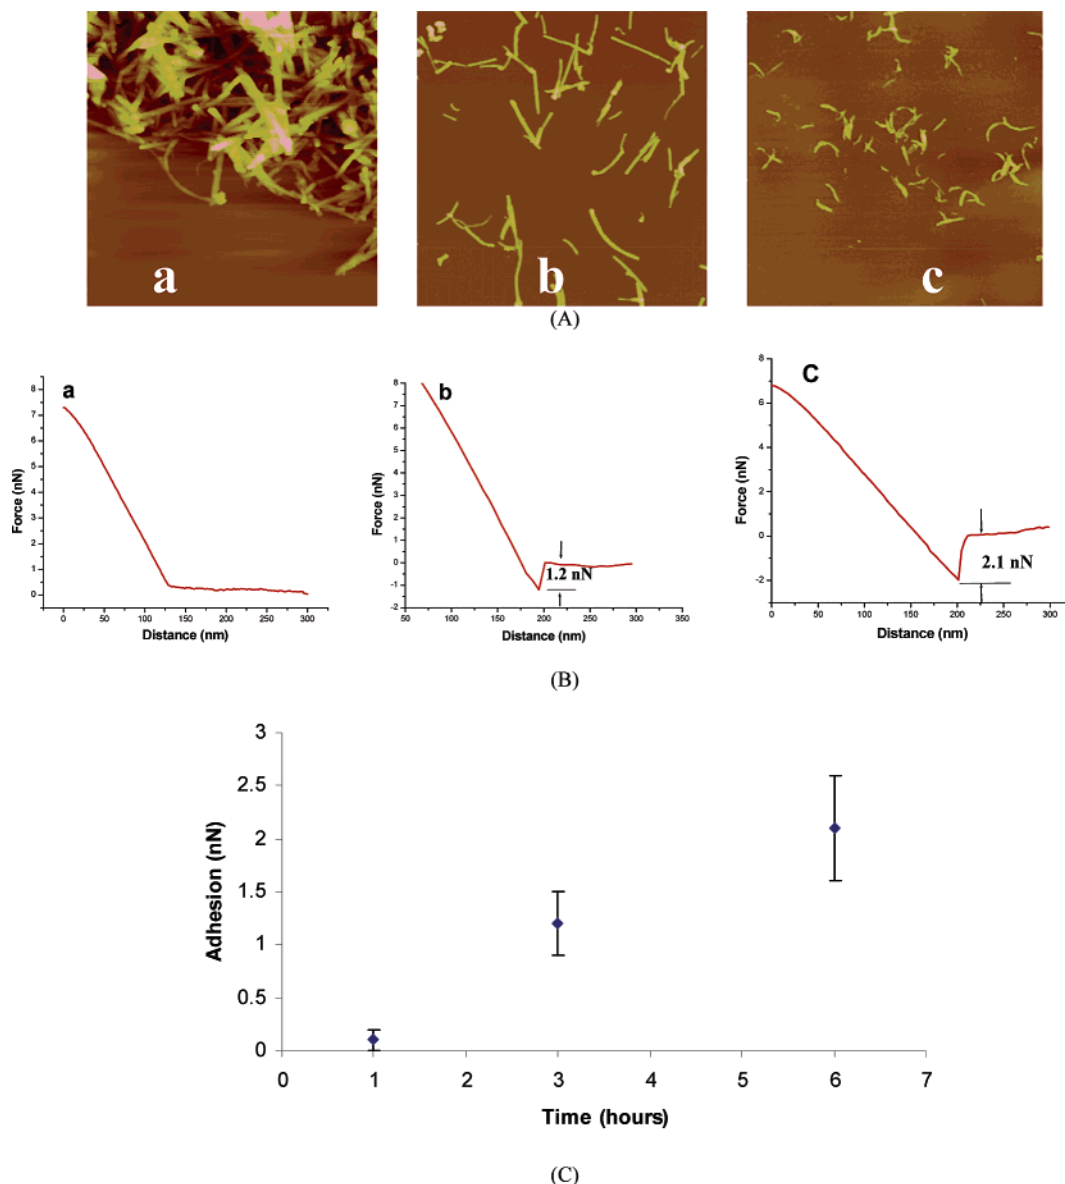 a b c
(A)
a
8
7
6
5
4
3
2
1
0
Force (nN)
0 50 100 150 200 250 300
Distance (nm)
b
8
7
6
5
4
3
2
1
0
-1
-2
Force (nN)
1.2 nN
50 100 150 200 250 300 350
Distance (nm)
C
8
6
4
2
0
-2
Force (nN)
2.1 nN
0 50 100 150 200 250 300
Distance (nm)
(B)
3
2.5
2
1.5
1
0.5
0
Adhesion (nN)
0 1 2 3 4 5 6 7
Time (hours)
(C)